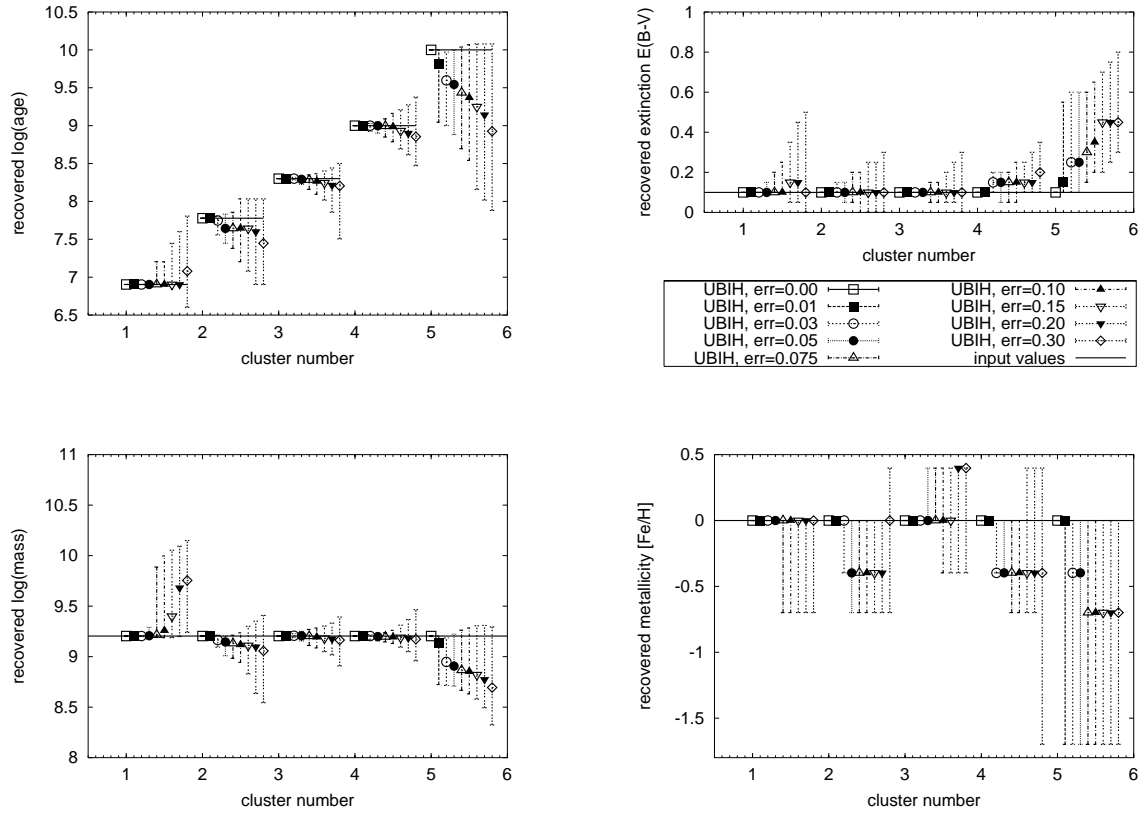 recovered log(age)
10
9.5
9
8.5
8
7.5
7
6.5
1 2 3 4 5 6
cluster number
recovered extinction E(B-V)
1
0.8
0.6
0.4
0.2
0
1 2 3 4 5 6
cluster number
UBIH, err=0.00
UBIH, err=0.01
UBIH, err=0.03
UBIH, err=0.05
UBIH, err=0.075
UBIH, err=0.10
UBIH, err=0.15
UBIH, err=0.20
UBIH, err=0.30
input values
recovered log(mass)
11
10.5
10
9.5
9
8.5
8
1 2 3 4 5 6
cluster number
recovered metallicity [Fe/H]
0.5
0
-0.5
-1
-1.5
1 2 3 4 5 6
cluster number